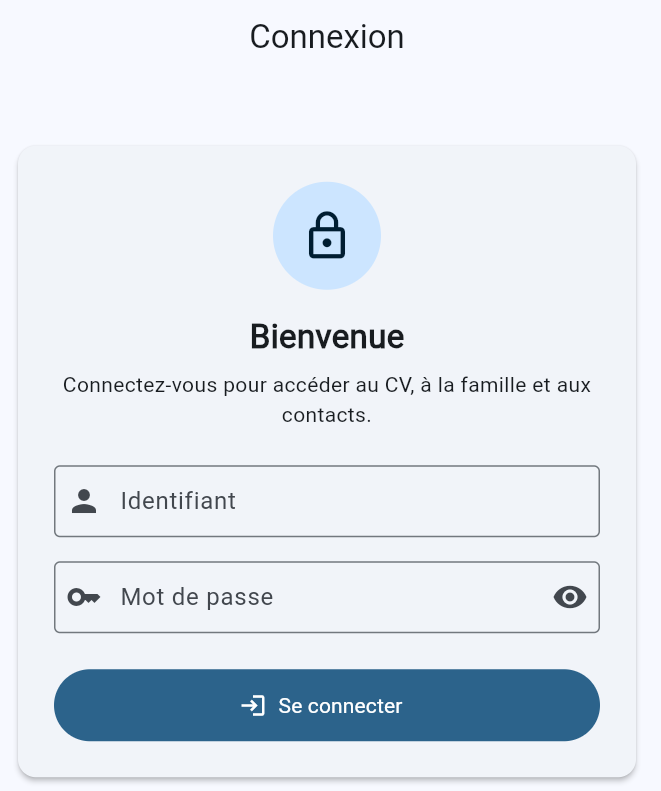 Connexion
Bienvenue
Connectez-vous pour accéder au CV, à la famille et aux
contacts.
Identifiant
Mot de passe
Se connecter